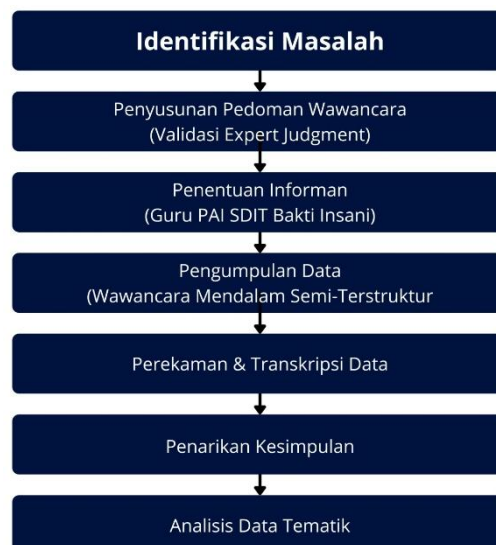 Identifikasi Masalah
Penyusunan Pedoman Wawancara
(Validasi Expert Judgment)
Penentuan Informan
(Guru PAI SDIT Bakti Insani)
Pengumpulan Data
(Wawancara Mendalam Semi-Terstruktur
Perekaman & Transkripsi Data
Penarikan Kesimpulan
Analisis Data Tematik